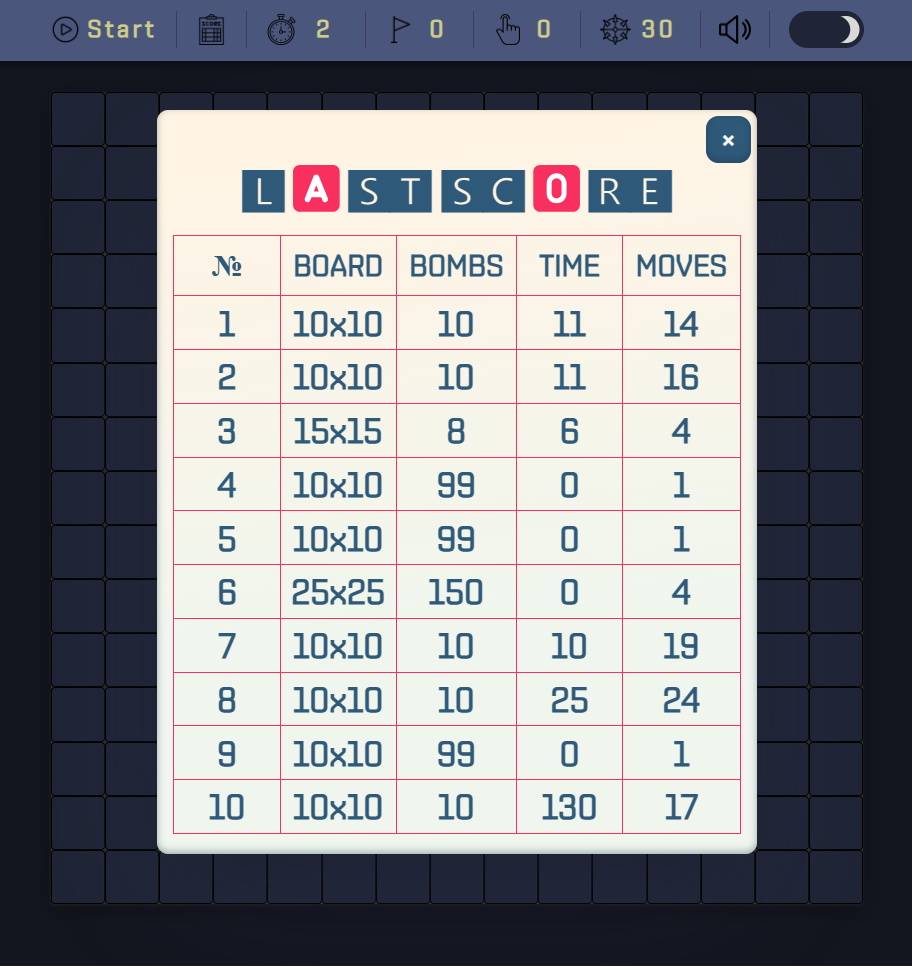 Start 2 0 0 30
×
LAST SCORE
№ BOARD BOMBS TIME MOVES
1 10x10 10 11 14
2 10x10 10 11 16
3 15x15 8 6 4
4 10x10 99 0 1
5 10x10 99 0 1
6 25x25 150 0 4
7 10x10 10 10 19
8 10x10 10 25 24
9 10x10 99 0 1
10 10x10 10 130 17